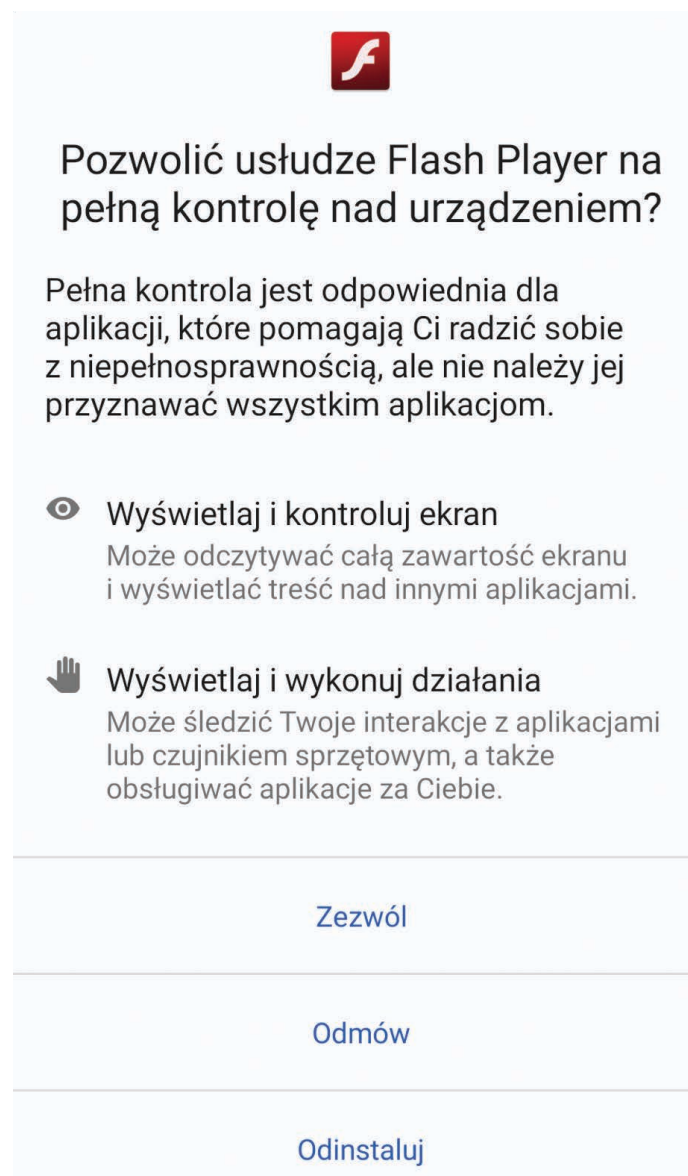 Pozwolić usłudze Flash Player na
pełną kontrolę nad urządzeniem?
Pełna kontrola jest odpowiednia dla
aplikacji, które pomagają Ci radzić sobie
z niepełnosprawnością, ale nie należy jej
przyznawać wszystkim aplikacjom.
Wyświetlaj i kontroluj ekran
Może odczytywać całą zawartość ekranu
i wyświetlać treść nad innymi aplikacjami.
Wyświetlaj i wykonuj działania
Może śledzić Twoje interakcje z aplikacjami
lub czujnikiem sprzętowym, a także
obsługiwać aplikacje za Ciebie.
Zezwól
Odmów
Odinstaluj